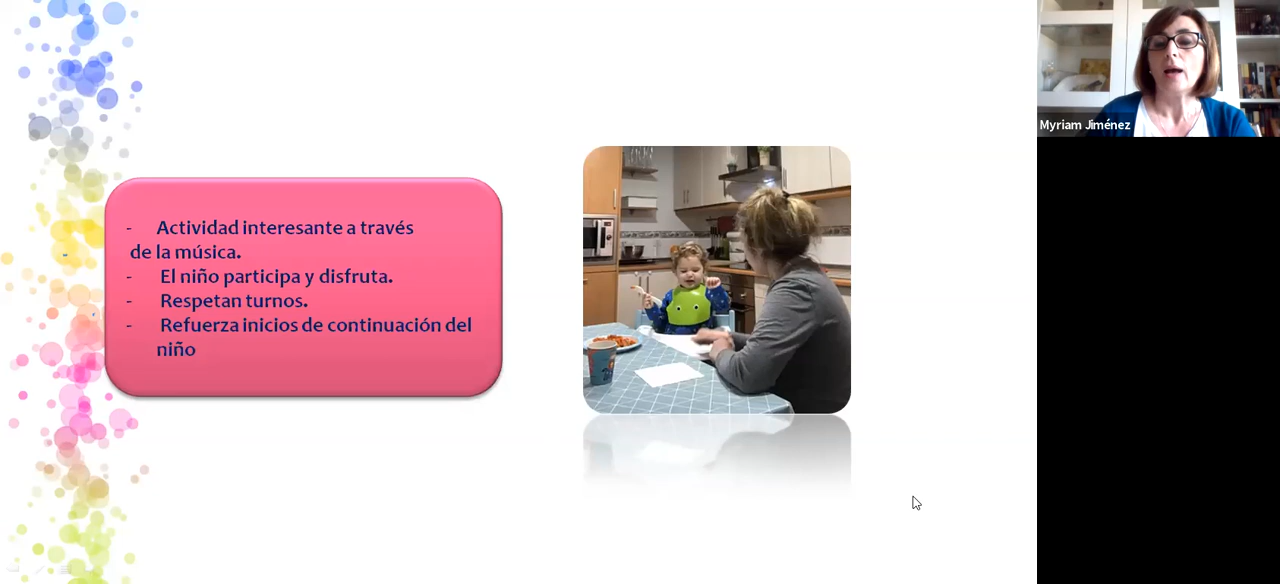 - Actividad interesante a través
de la música.
- El niño participa y disfruta.
- Respetan turnos.
- Refuerza inicios de continuación del
niño
Myriam Jiménez